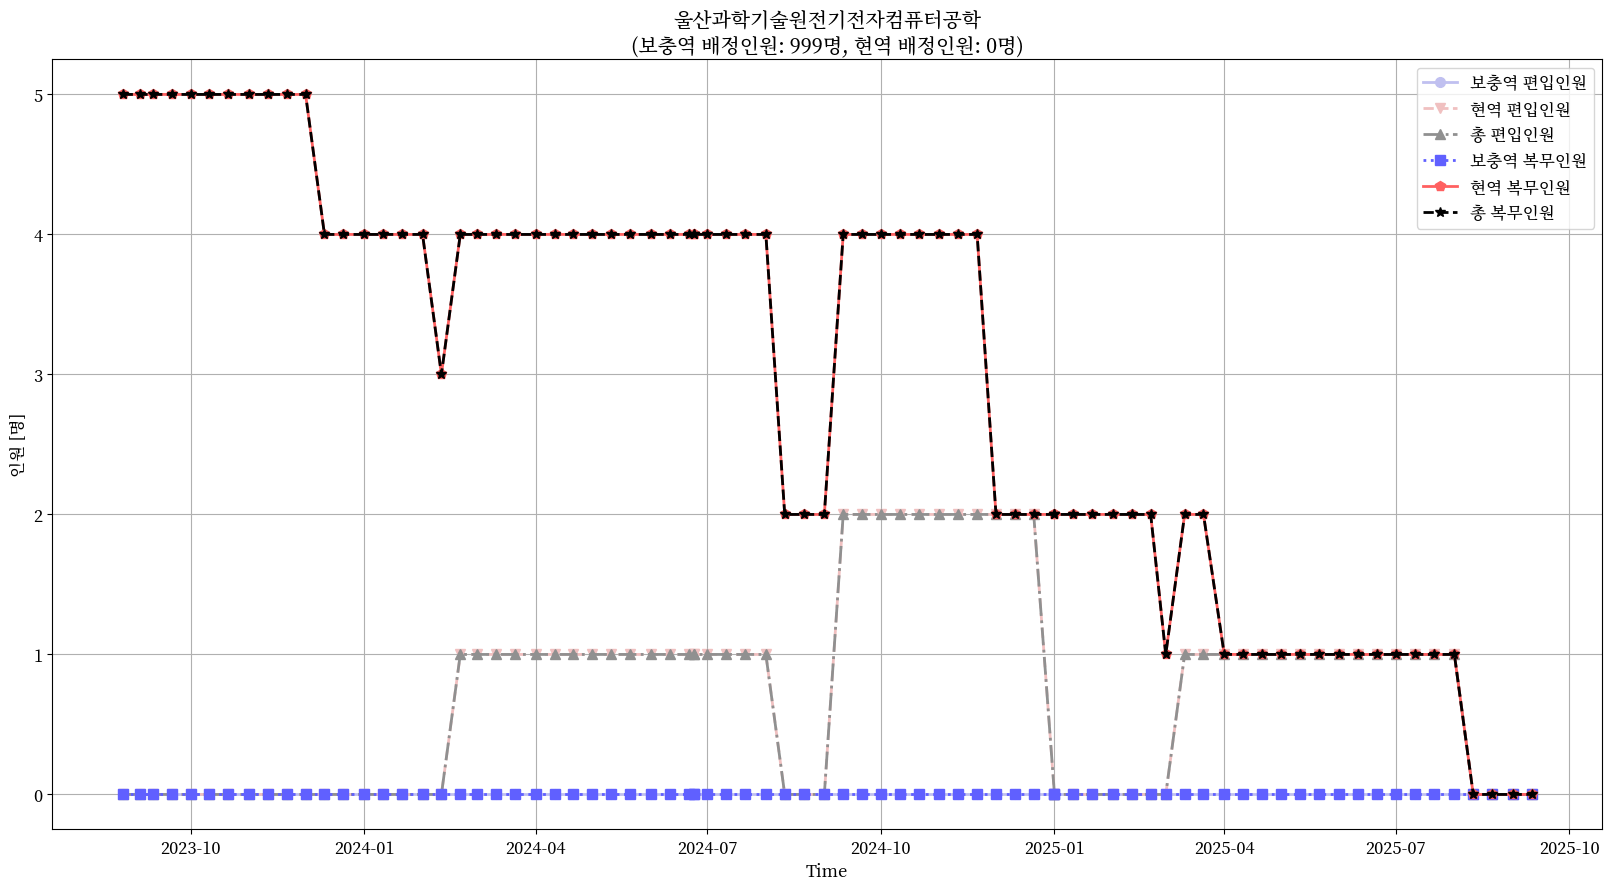 울산과학기술원전기전자컴퓨터공학
(보충역 배정인원: 999명, 현역 배정인원: 0명)
보충역 편입인원
현역 편입인원
총 편입인원
보충역 복무인원
현역 복무인원
총 복무인원
인원 [명]
5
4
3
2
1
0
2023-10
2024-01
2024-04
2024-07
2024-10
2025-01
2025-04
2025-07
2025-10
Time